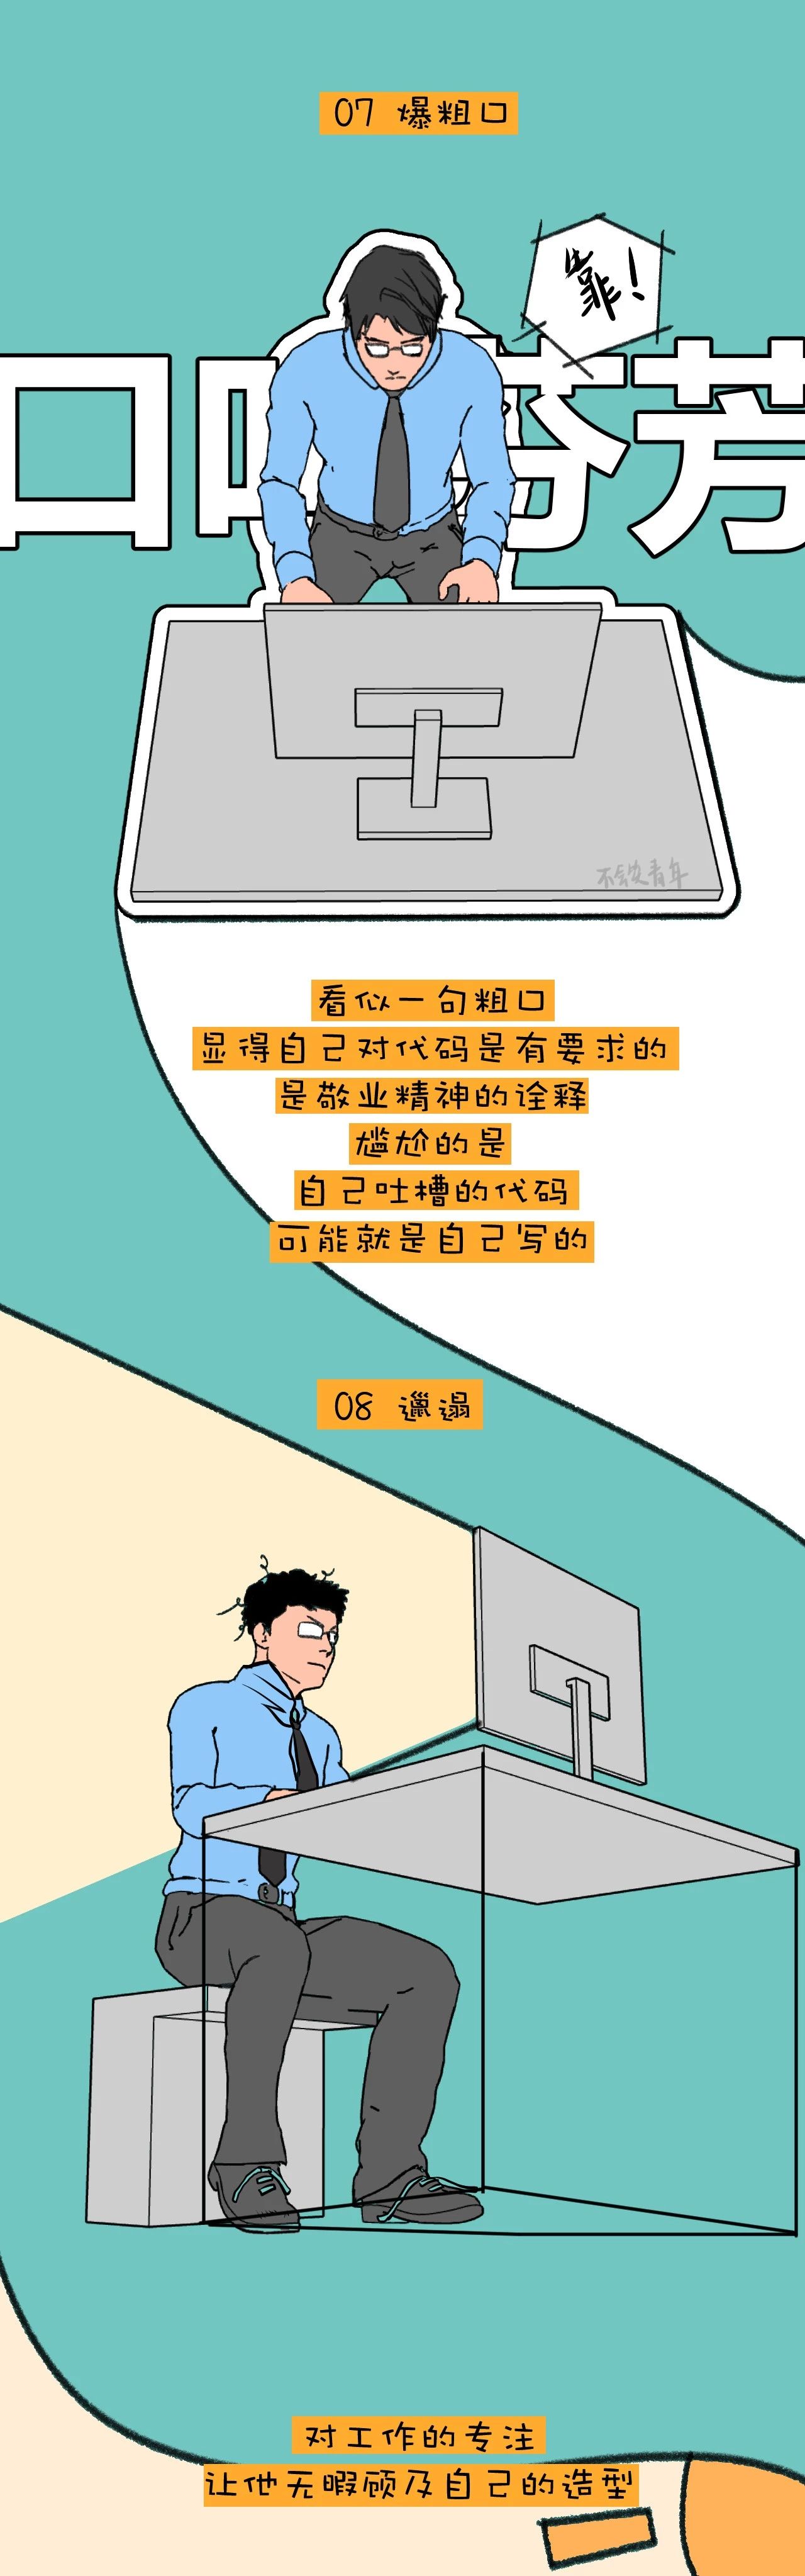 07 爆粗口
靠!
口吐芬芳
不会画青年
看似一句粗口
显得自己对代码是有要求的
是敬业精神的诠释
尴尬的是
自己吐槽的代码
可能就是自己写的
08 邋遢
对工作的专注
让他无暇顾及自己的造型